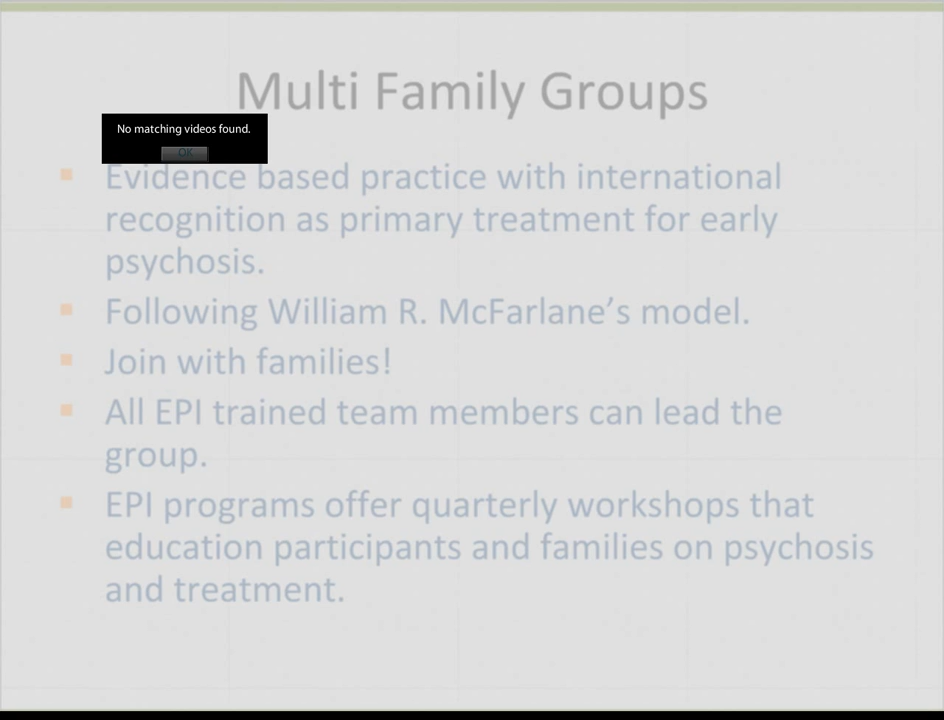 Multi Family Groups
No matching videos found.
OK
Evidence based practice with international
recognition as primary treatment for early
psychosis.
Following William R. McFarlane’s model.
Join with families!
All EPI trained team members can lead the
group.
EPI programs offer quarterly workshops that
education participants and families on psychosis
and treatment.